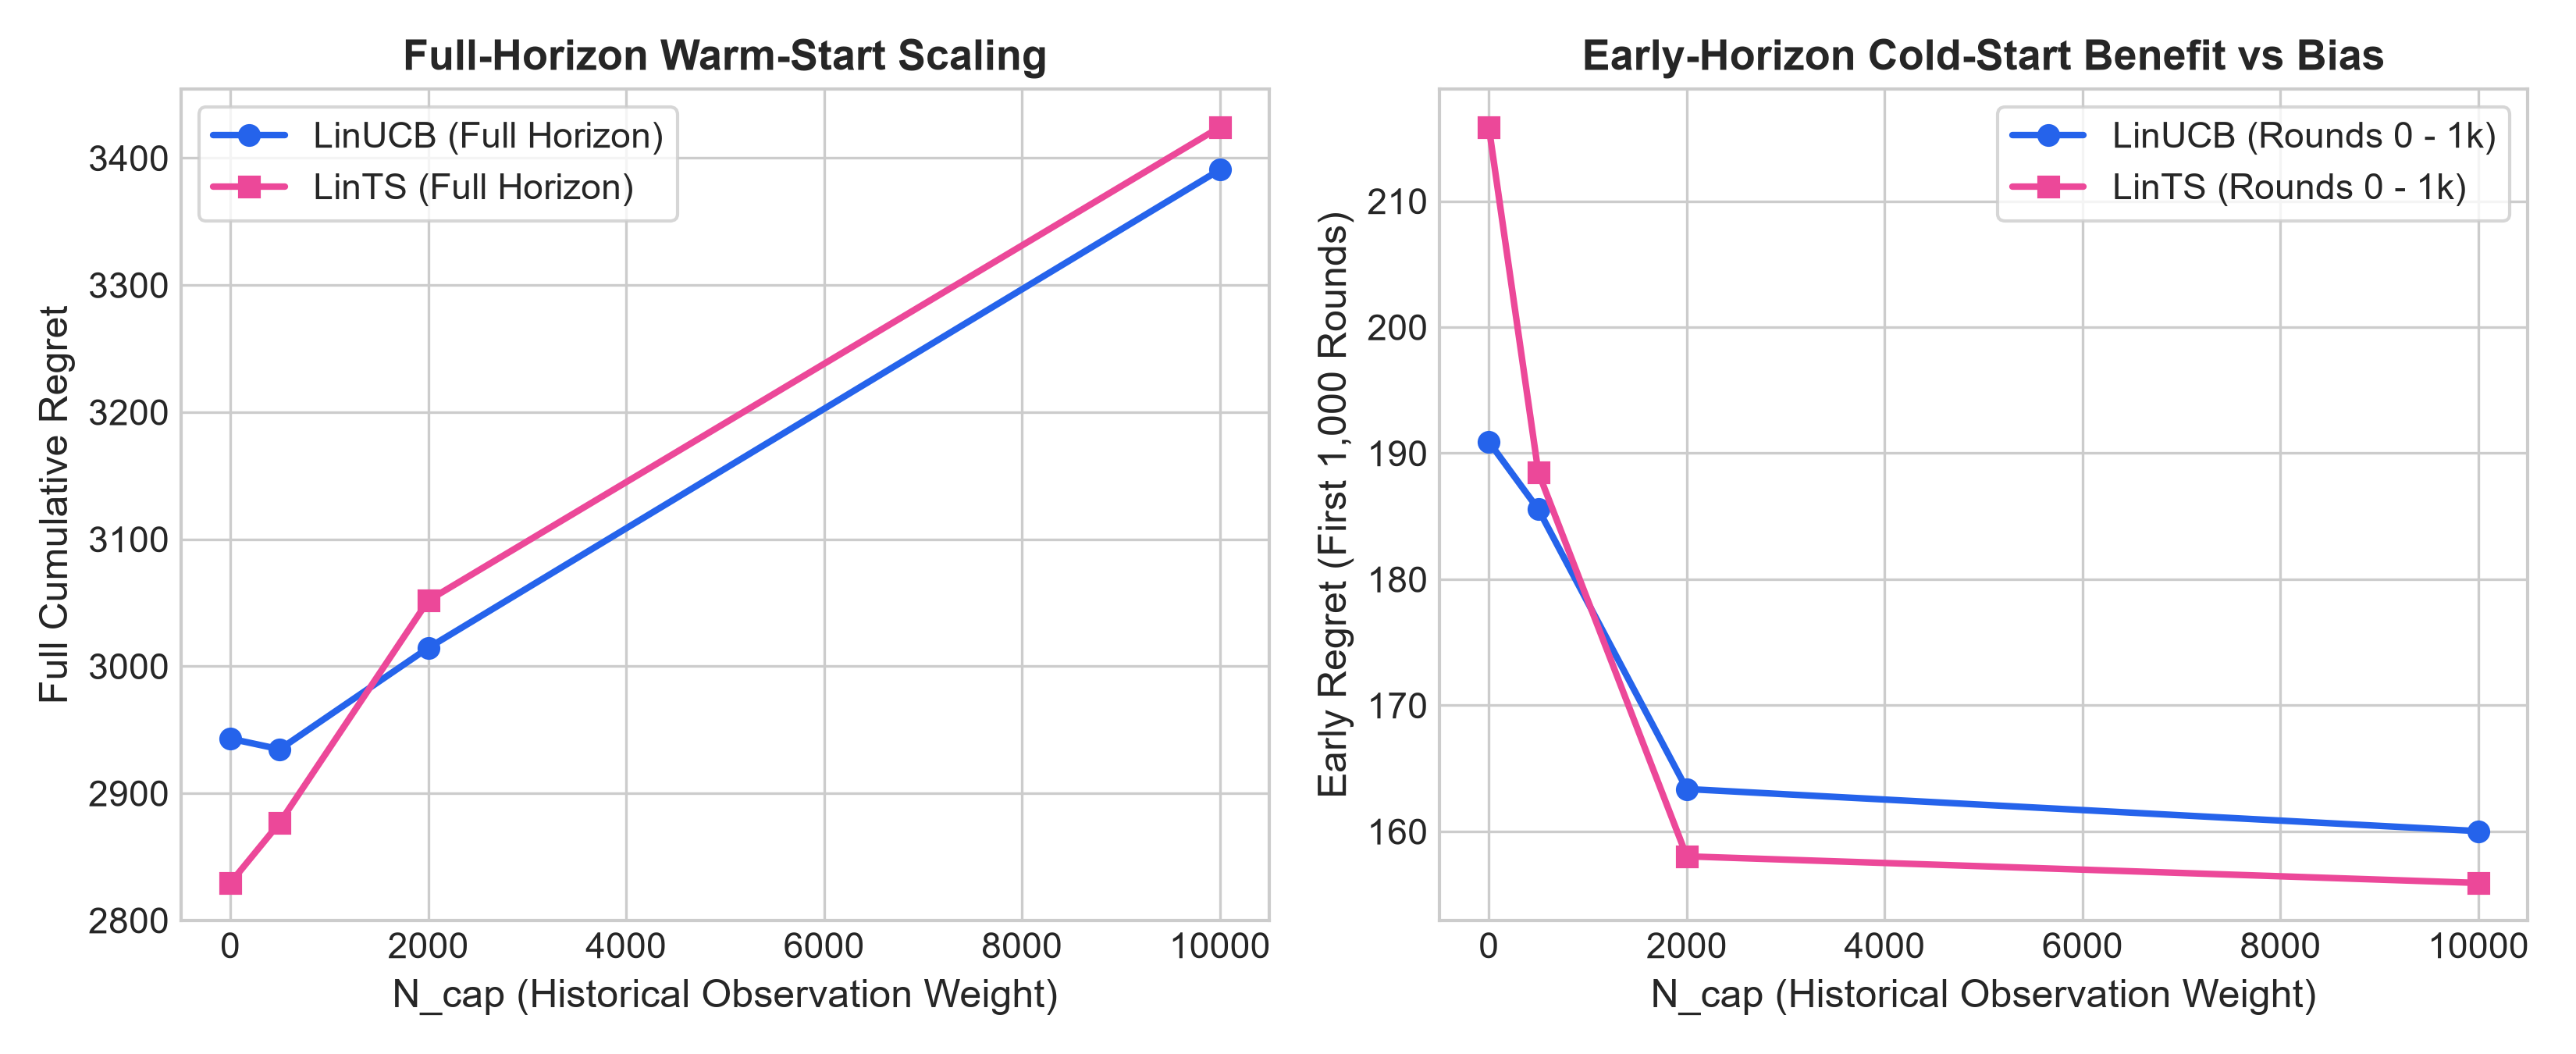 Full-Horizon Warm-Start Scaling
LinUCB (Full Horizon)
LinTS (Full Horizon)
Full Cumulative Regret
3400
3300
3200
3100
3000
2900
2800
0 2000 4000 6000 8000 10000
N_cap (Historical Observation Weight)
Early-Horizon Cold-Start Benefit vs Bias
LinUCB (Rounds 0 - 1k)
LinTS (Rounds 0 - 1k)
Early Regret (First 1,000 Rounds)
210
200
190
180
170
160
0 2000 4000 6000 8000 10000
N_cap (Historical Observation Weight)